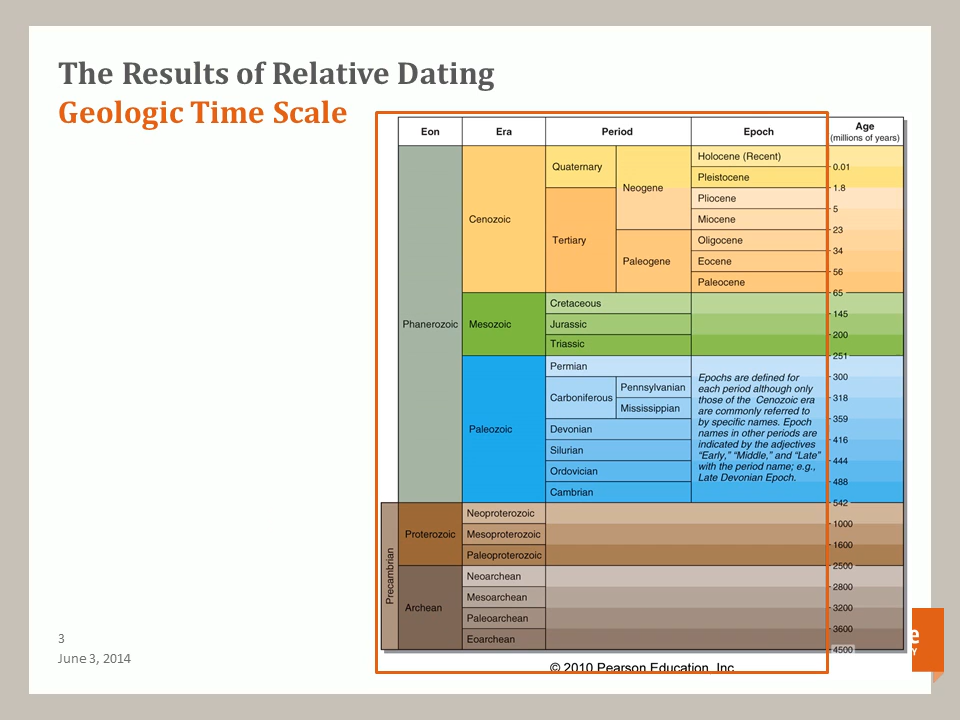 The Results of Relative Dating
Geologic Time Scale
Eon Era Period Epoch Age
(millions of years)
Phanerozoic
Cenozoic
Quaternary
Tertiary
Neogene
Paleogene
Holocene (Recent)
Pleistocene
Pliocene
Miocene
Oligocene
Eocene
Paleocene
Mesozoic
Cretaceous
Jurassic
Triassic
Paleozoic
Permian
Carboniferous
Pennsylvanian
Mississippian
Devonian
Silurian
Ordovician
Cambrian
Epochs are defined for
each period although only
those of the Cenozoic era
are commonly referred to
by specific names. Epoch
names in other periods are
indicated by the adjectives
“Early,” “Middle,” and “Late”
with the period name; e.g.,
Late Devonian Epoch.
Precambrian
Proterozoic
Neoproterozoic
Mesoproterozoic
Paleoproterozoic
Archean
Neoarchean
Mesoarchean
Paleoarchean
Eoarchean
0.01
1.8
5
23
34
56
65
145
200
251
300
318
359
416
444
488
542
1000
1600
2500
2800
3200
3600
4500
© 2010 Pearson Education, Inc
3
June 3, 2014